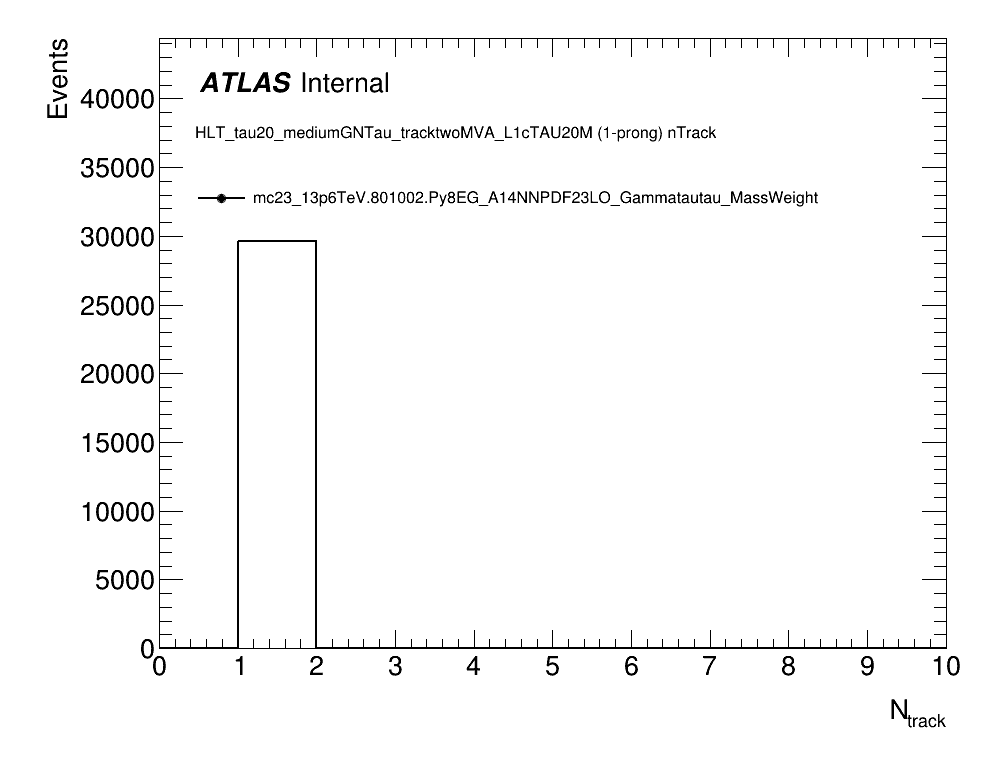 Events
ATLAS Internal
HLT_tau20_mediumGNTau_tracktwoMVA_L1cTAU20M (1-prong) nTrack
mc23_13p6TeV.801002.Py8EG_A14NNPDF23LO_Gammatautau_MassWeight
40000
35000
30000
25000
20000
15000
10000
5000
0
0 1 2 3 4 5 6 7 8 9 10
Ntrack